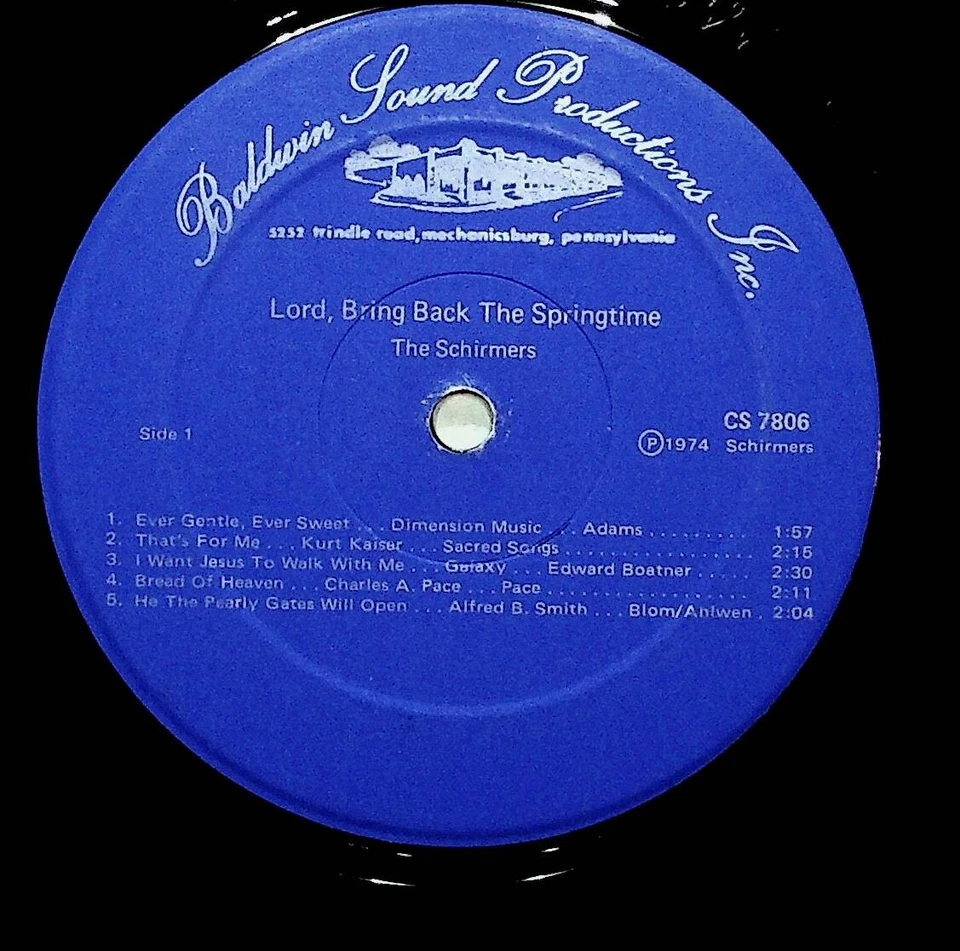 Baldwin Sound Productions Inc.
5252 trindle road, mechanicsburg, pennsylvania
Lord, Bring Back The Springtime
The Schirmers
Side 1
CS 7806
Ⓟ1974 Schirmers
1. Ever Gentle, Ever Sweet ... Dimension Music ... Adams ......... 1:57
2. That's For Me ... Kurt Kaiser ... Sacred Songs .................. 2:15
3. I Want Jesus To Walk With Me ... Galaxy ... Edward Boatner ..... 2:30
4. Bread Of Heaven ... Charles A. Pace ... Pace .................... 2:11
5. He The Pearly Gates Will Open ... Alfred B. Smith ... Blom/Ahlwen . 2:04